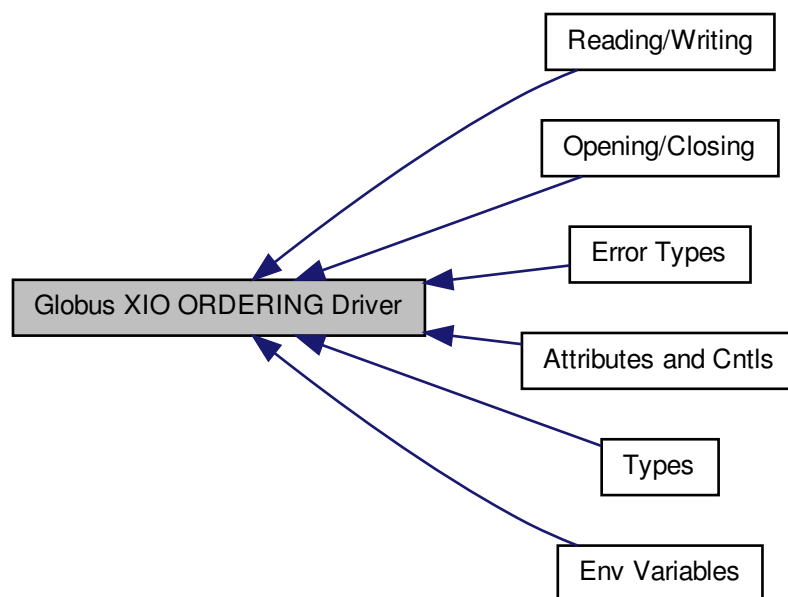 Reading/Writing
Opening/Closing
Error Types
Globus XIO ORDERING Driver
Attributes and Cntls
Types
Env Variables